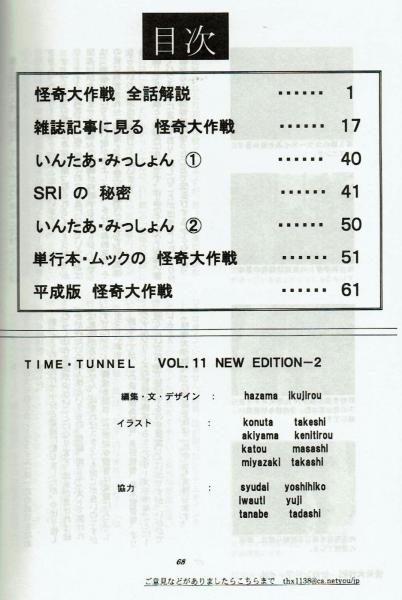 目次
怪奇大作戦 全話解説 ‥‥‥ 1
雑誌記事に見る 怪奇大作戦 ‥‥‥ 17
いんたあ・みっしょん ① ‥‥‥ 40
SRI の 秘密 ‥‥‥ 41
いんたあ・みっしょん ② ‥‥‥ 50
単行本・ムックの 怪奇大作戦 ‥‥‥ 51
平成版 怪奇大作戦 ‥‥‥ 61
TIME・TUNNEL VOL.11 NEW EDITION－2
編集・文・デザイン : hazama ikujirou
イラスト : konuta takeshi
akiyama kenitirou
katou masashi
miyazaki takashi
協力 : syudai yoshihiko
iwauti yuji
tanabe tadashi
68
ご意見などがありましたらこちらまで thx1138@cs.netyou/jp